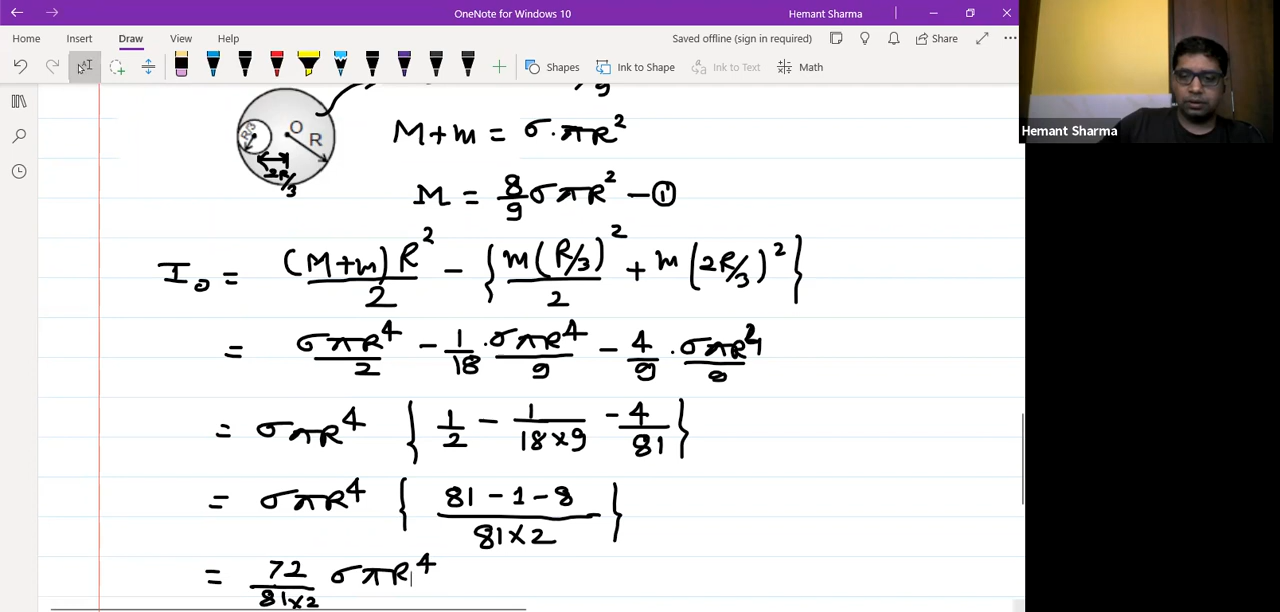 OneNote for Windows 10
Hemant Sharma
Home Insert Draw View Help
Saved offline (sign in required)
Share
Shapes
Ink to Shape
Ink to Text
Math
Hemant Sharma
R/3
O
R
2R/3
9
M+m = σ·πR²
M = 8/9 σπR² — ①
I₀ = (M+m)R²/2 - {m(R/3)²/2 + m(2R/3)²}
= σπR⁴/2 - 1/18 · σπR⁴/9 - 4/9 ·
= σπR⁴ {1/2 - 1/18×9 - 4/81}
= σπR⁴ {81-1-8/81×2}
= 72/81×2 σπR⁴